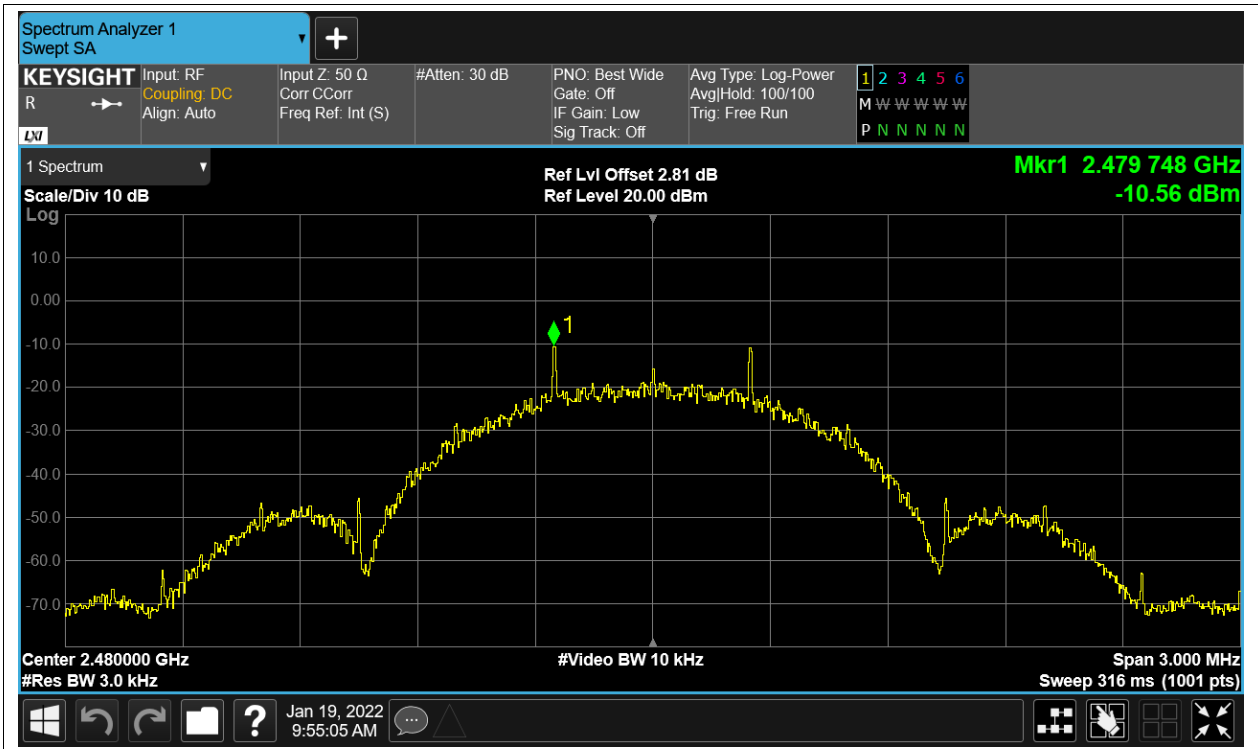 Spectrum Analyzer 1
Swept SA
KEYSIGHT
R
LXI
Input: RF
Coupling: DC
Align: Auto
Input Z: 50 Ω
Corr CCorr
Freq Ref: Int (S)
#Atten: 30 dB
PNO: Best Wide
Gate: Off
IF Gain: Low
Sig Track: Off
Avg Type: Log-Power
Avg|Hold: 100/100
Trig: Free Run
1 2 3 4 5 6
M W W W W W W
P N N N N N
1 Spectrum
Scale/Div 10 dB
Log
Ref Lvl Offset 2.81 dB
Ref Level 20.00 dBm
Mkr1 2.479 748 GHz
-10.56 dBm
10.0
0.00
1
-10.0
-20.0
-30.0
-40.0
-50.0
-60.0
-70.0
Center 2.480000 GHz
#Video BW 10 kHz
Span 3.000 MHz
#Res BW 3.0 kHz
Sweep 316 ms (1001 pts)
?
Jan 19, 2022
9:55:05 AM